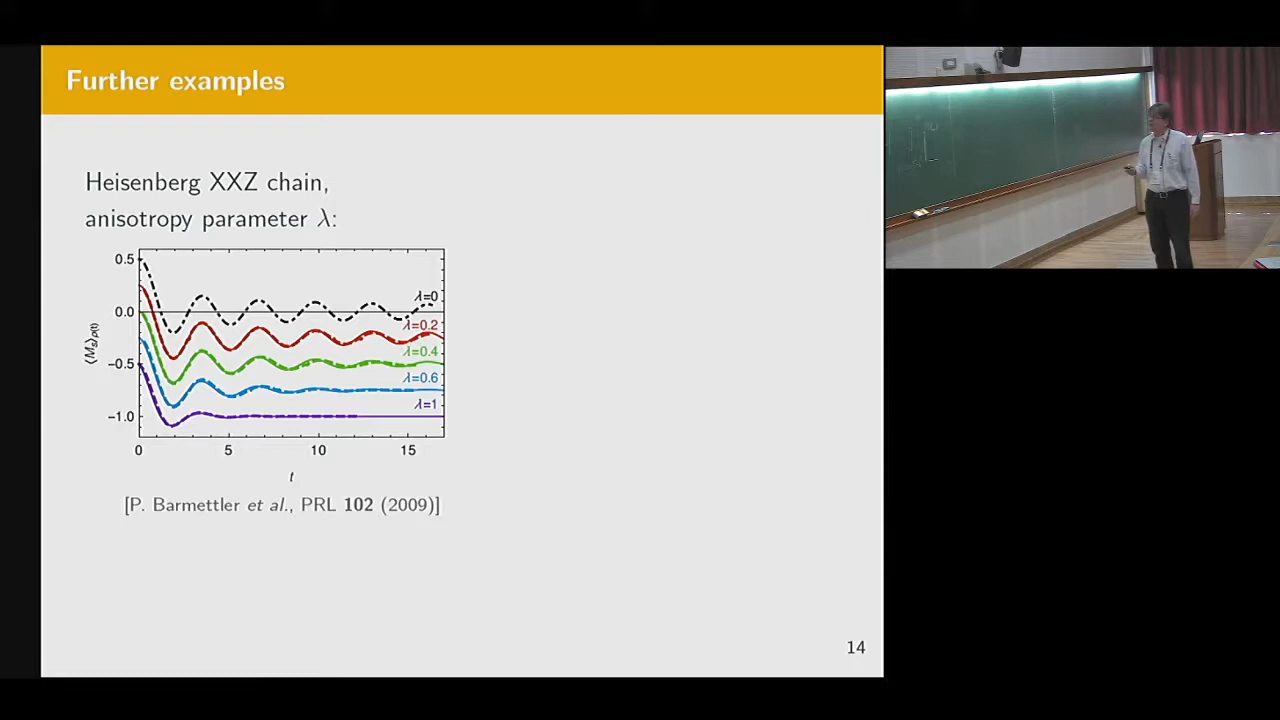 Further examples
Heisenberg XXZ chain,
anisotropy parameter λ:
0.5
0.0
−0.5
−1.0
⟨Mₛ⟩ρ(t)
λ=0
λ=0.2
λ=0.4
λ=0.6
λ=1
0 5 10 15
t
[P. Barmettler et al., PRL 102 (2009)]
14